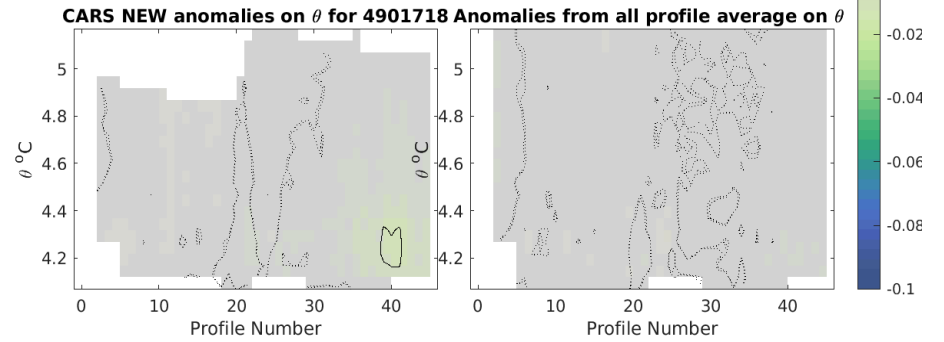 CARS NEW anomalies on θ for 4901718 Anomalies from all profile average on θ
5
4.8
4.6
4.4
4.2
θ °C
0 10 20 30 40
Profile Number
5
4.8
4.6
4.4
4.2
θ °C
0 10 20 30 40
Profile Number
-0.02
-0.04
-0.06
-0.08
-0.1